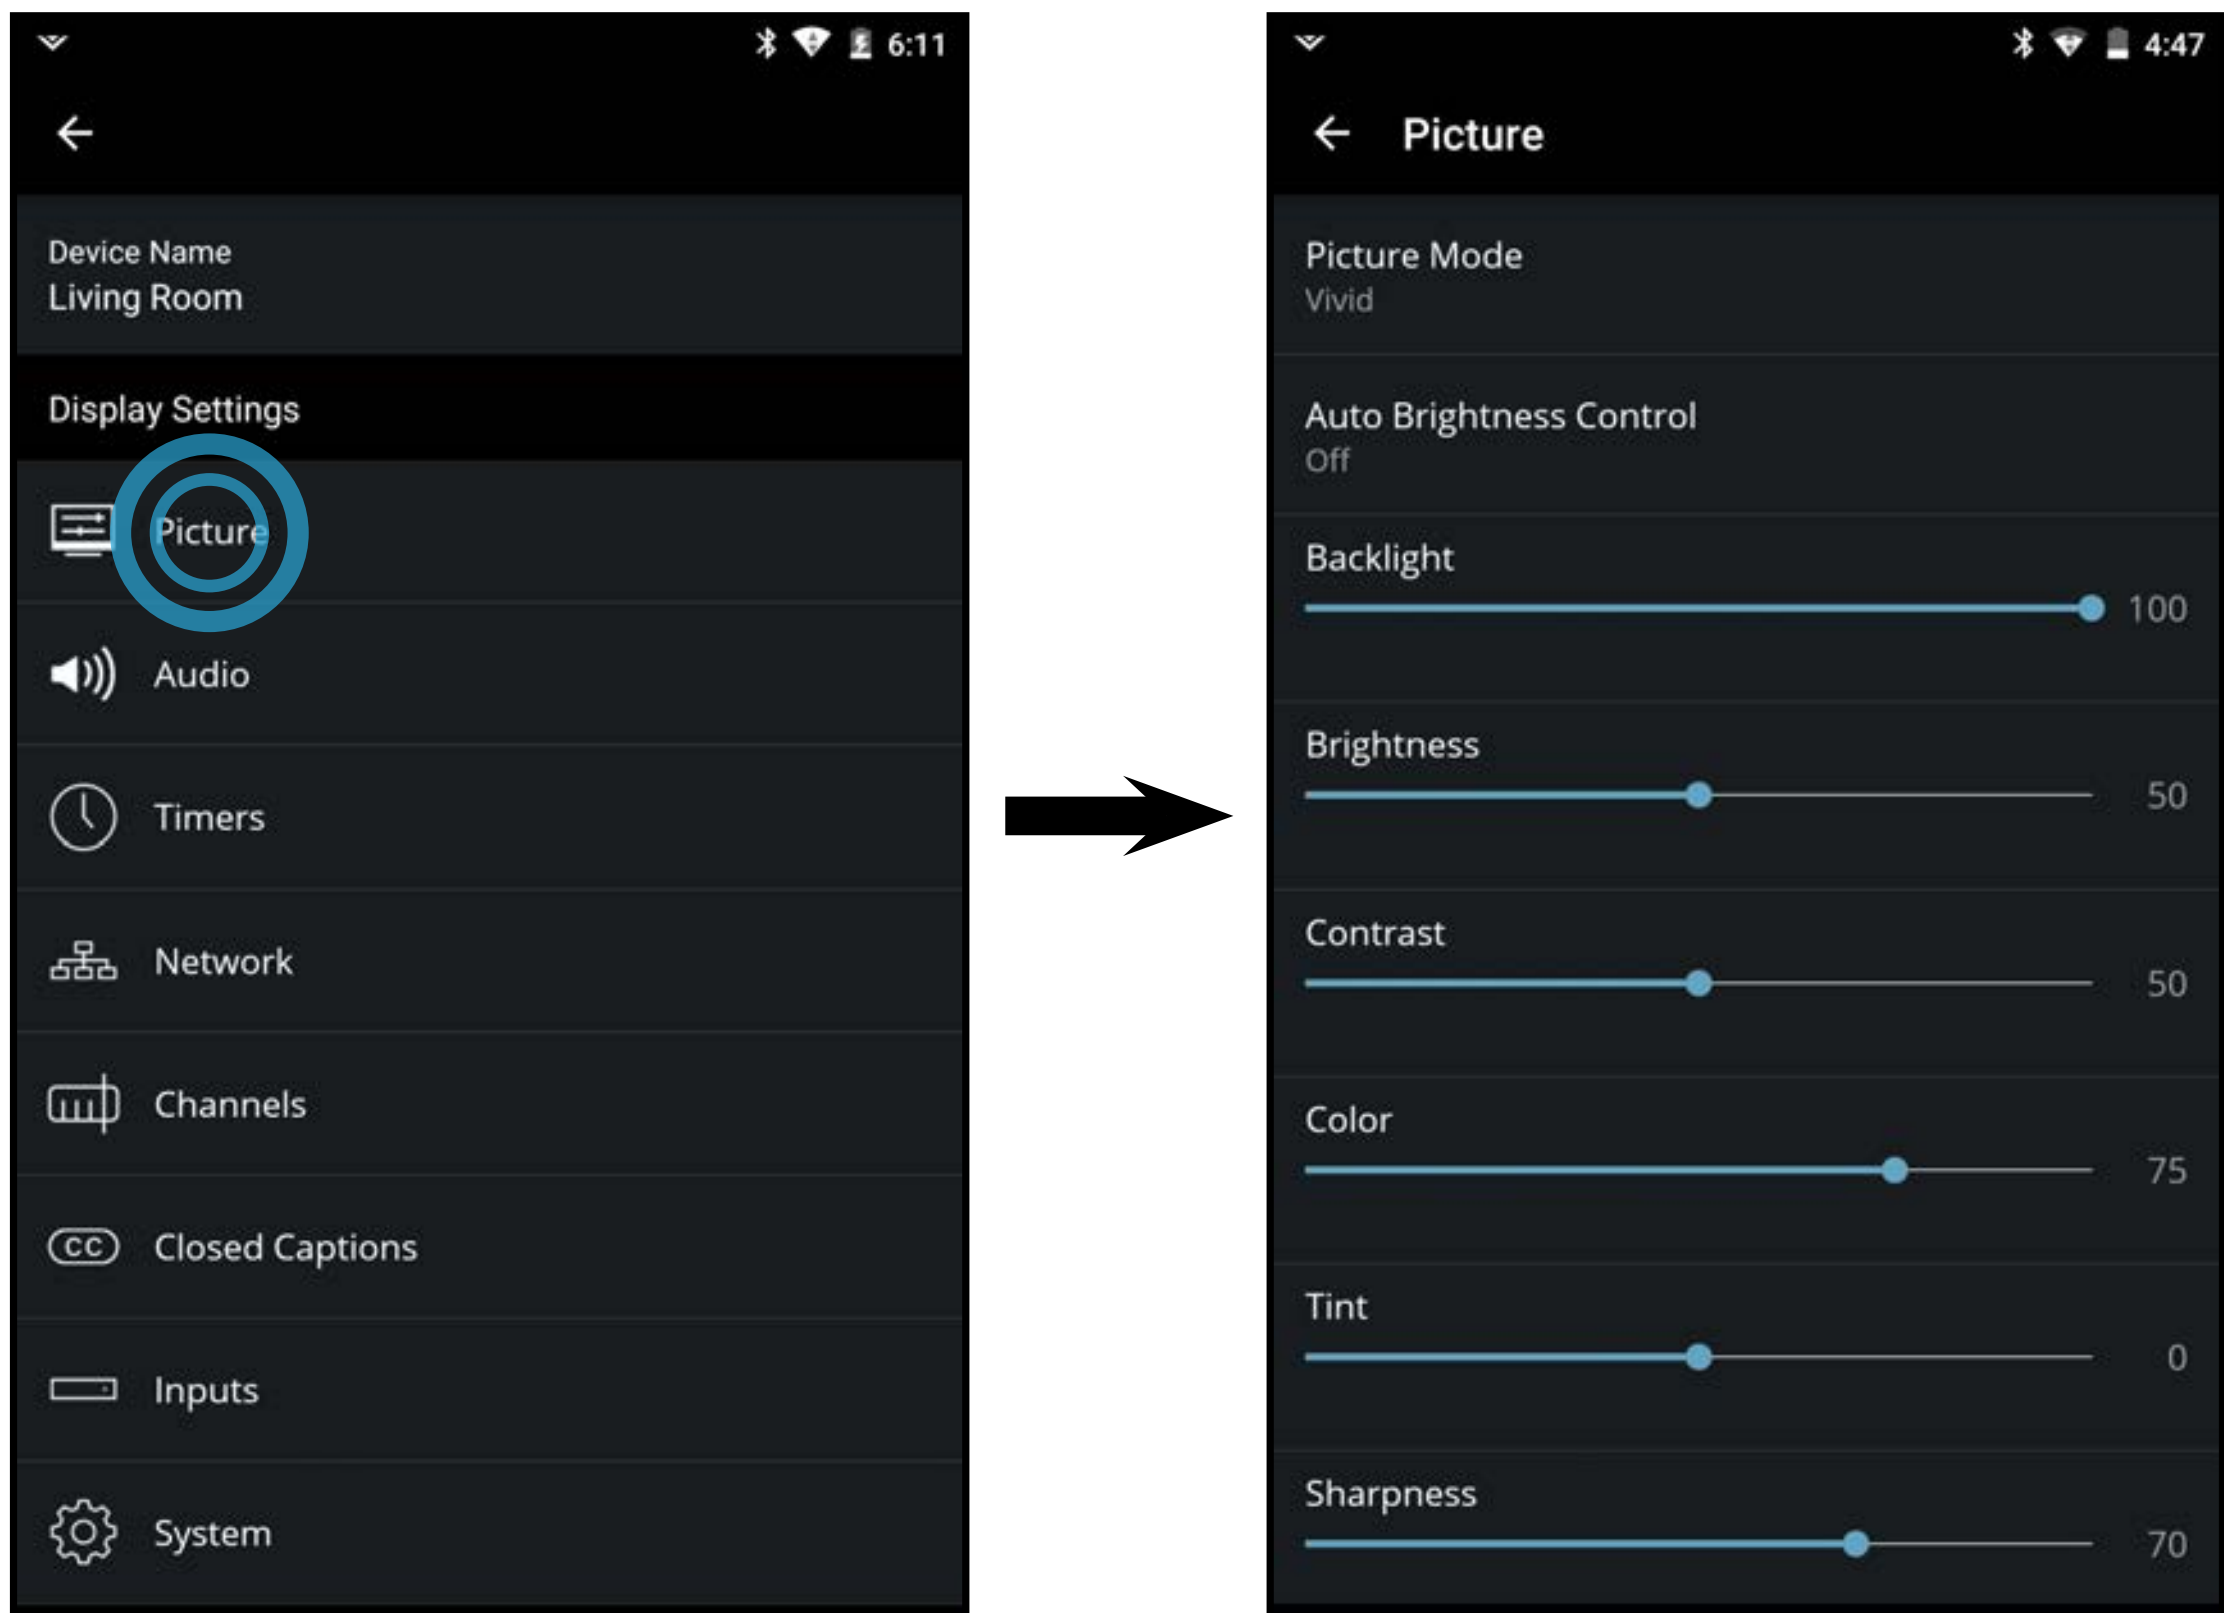 6:11
Device Name
Living Room
Display Settings
Picture
Audio
Timers
Network
Channels
CC Closed Captions
Inputs
System
4:47
Picture
Picture Mode
Vivid
Auto Brightness Control
Off
Backlight
100
Brightness
50
Contrast
50
Color
75
Tint
0
Sharpness
70